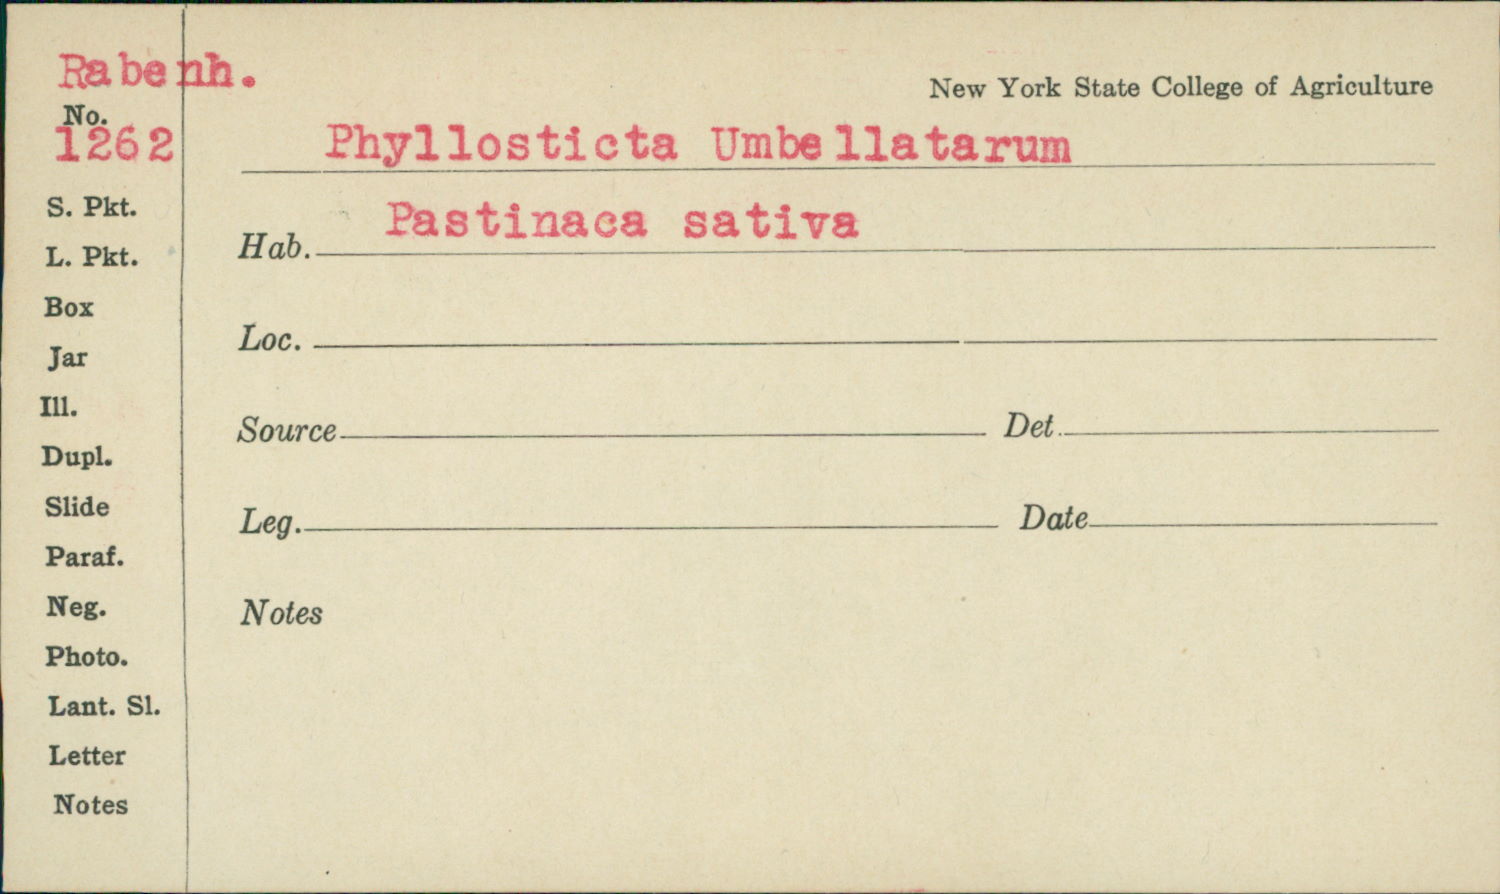 Rabenh.
New York State College of Agriculture
No.
1262
Phyllosticta Umbellatarum
S. Pkt.
Hab. Pastinaca sativa
L. Pkt.
Box
Loc.
Jar
Ill.
Source Det.
Dupl.
Slide
Leg. Date
Paraf.
Neg.
Notes
Photo.
Lant. Sl.
Letter
Notes